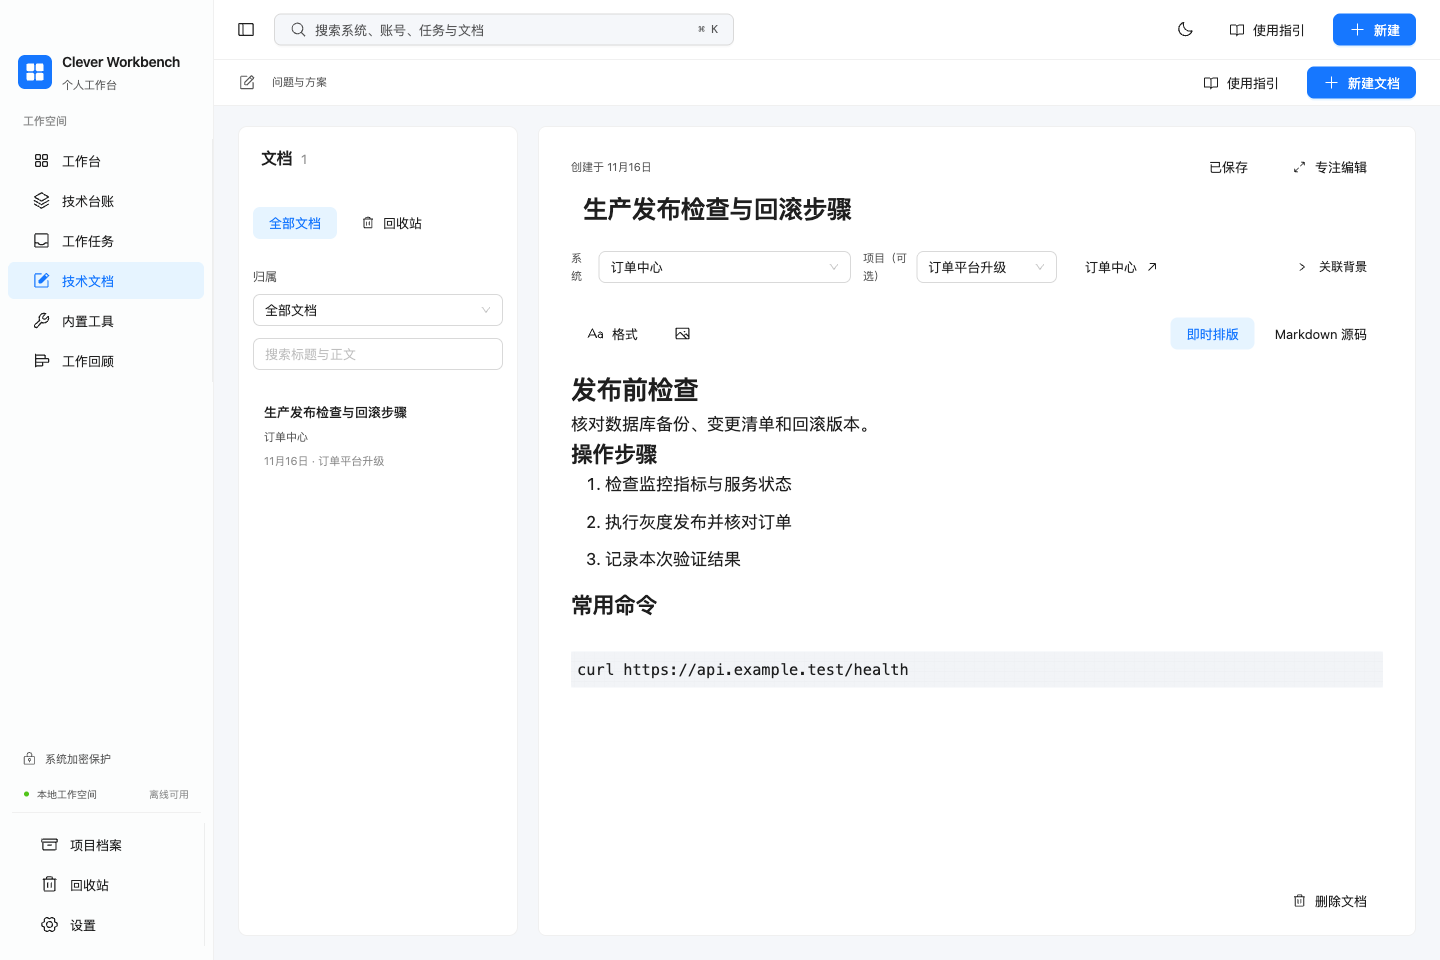 Clever Workbench
个人工作台
工作空间
工作台
技术台账
工作任务
技术文档
内置工具
工作回顾
系统加密保护
本地工作空间 离线可用
项目档案
回收站
设置
搜索系统、账号、任务与文档 ⌘ K
使用指引
新建
问题与方案
使用指引
新建文档
文档 1
全部文档 回收站
归属
全部文档
搜索标题与正文
生产发布检查与回滚步骤
订单中心
11月16日 · 订单平台升级
创建于 11月16日
已保存
专注编辑
生产发布检查与回滚步骤
系统
订单中心
项目（可选）
订单平台升级
订单中心
关联背景
Aa 格式
即时排版
Markdown 源码
发布前检查
核对数据库备份、变更清单和回滚版本。
操作步骤
1. 检查监控指标与服务状态
2. 执行灰度发布并核对订单
3. 记录本次验证结果
常用命令
curl https://api.example.test/health
删除文档